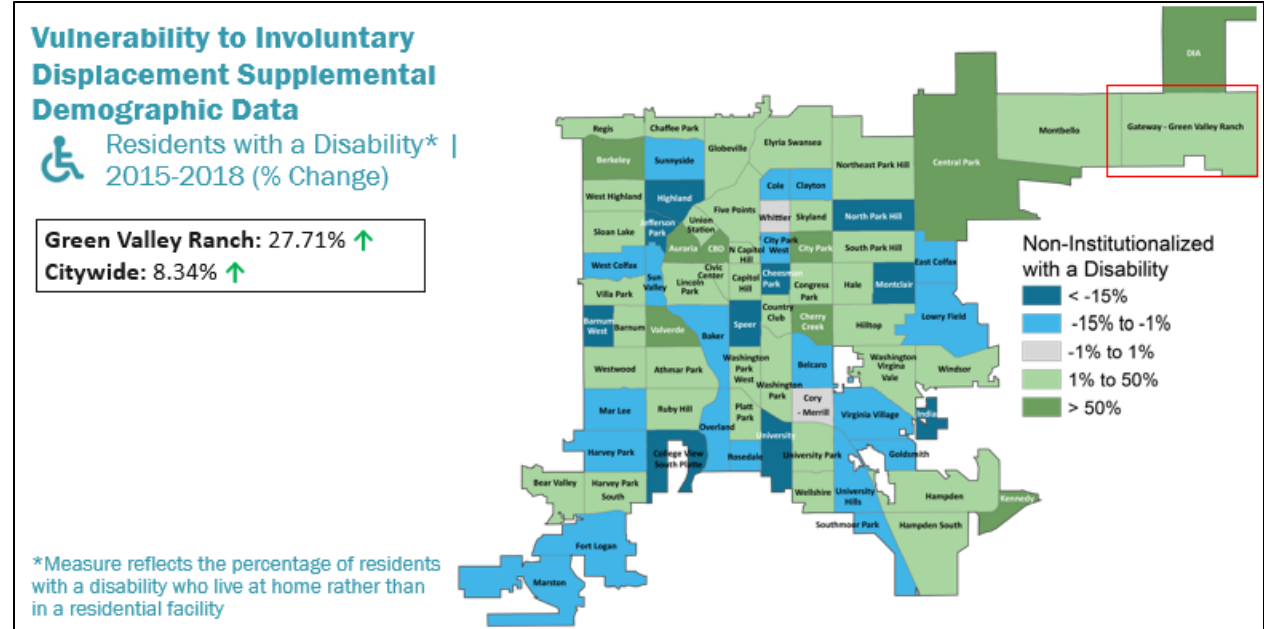 Vulnerability to Involuntary
Displacement Supplemental
Demographic Data
Residents with a Disability* |
2015-2018 (% Change)
Green Valley Ranch: 27.71% ↑
Citywide: 8.34% ↑
*Measure reflects the percentage of residents
with a disability who live at home rather than
in a residential facility
DIA
Gateway - Green Valley Ranch
Montbello
Central Park
Regis
Chaffee Park
Globeville
Elyria Swansea
Northeast Park Hill
Berkeley
Sunnyside
West Highland
Highland
Cole
Clayton
Five Points
Whittier
Skyland
North Park Hill
Jefferson
Park
Union
Station
Sloan Lake
Auraria
CBD
N Capitol
Hill
City Park
West
City Park
South Park Hill
East Colfax
West Colfax
Sun
Valley
Lincoln
Park
Civic
Center
Capitol
Hill
Cheesman
Park
Congress
Park
Hale
Montclair
Villa Park
Country
Club
Cherry
Creek
Hilltop
Lowry Field
Barnum
West
Barnum
Valverde
Baker
Speer
Westwood
Athmar Park
Washington
Park
West
Washington
Park
Belcaro
Washington
Virgina
Vale
Windsor
Mar Lee
Ruby Hill
Platt
Park
Cory
- Merrill
Virginia Village
India
Overland
University
Harvey Park
College View
South Platte
Rosedale
University Park
Goldsmith
Bear Valley
Harvey Park
South
Wellshire
University
Hills
Hampden
Kennedy
Southmoor Park
Hampden South
Fort Logan
Marston
Non-Institutionalized
with a Disability
< -15%
-15% to -1%
-1% to 1%
1% to 50%
> 50%